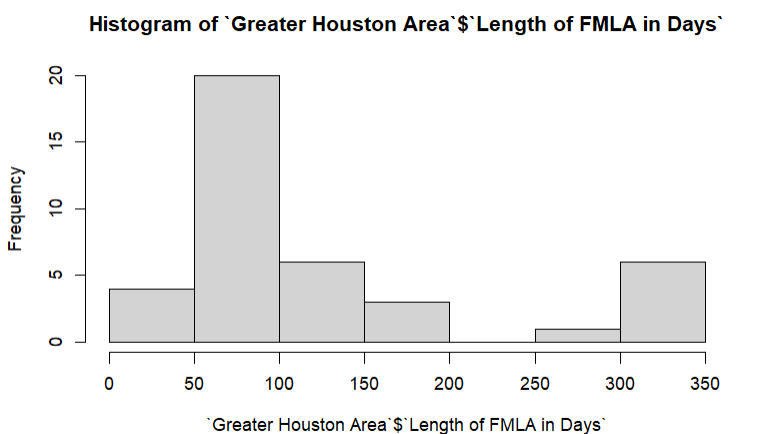 Histogram of `Greater Houston Area`$`Length of FMLA in Days`
Frequency
20
15
10
5
0
0 50 100 150 200 250 300 350
`Greater Houston Area`$`Length of FMLA in Days`